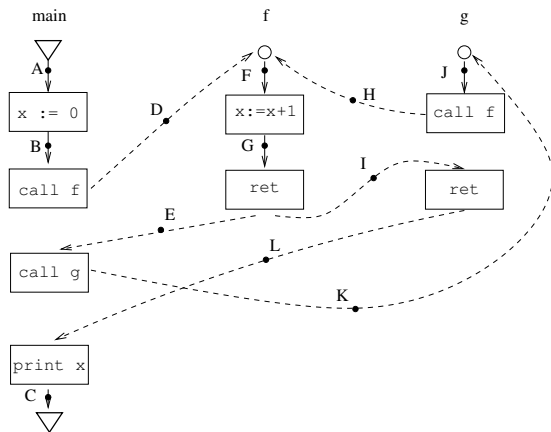 main f g
A F J
x := 0 D x:=x+1 H call f
B G I
call f ret ret
E L
call g K
print x
C